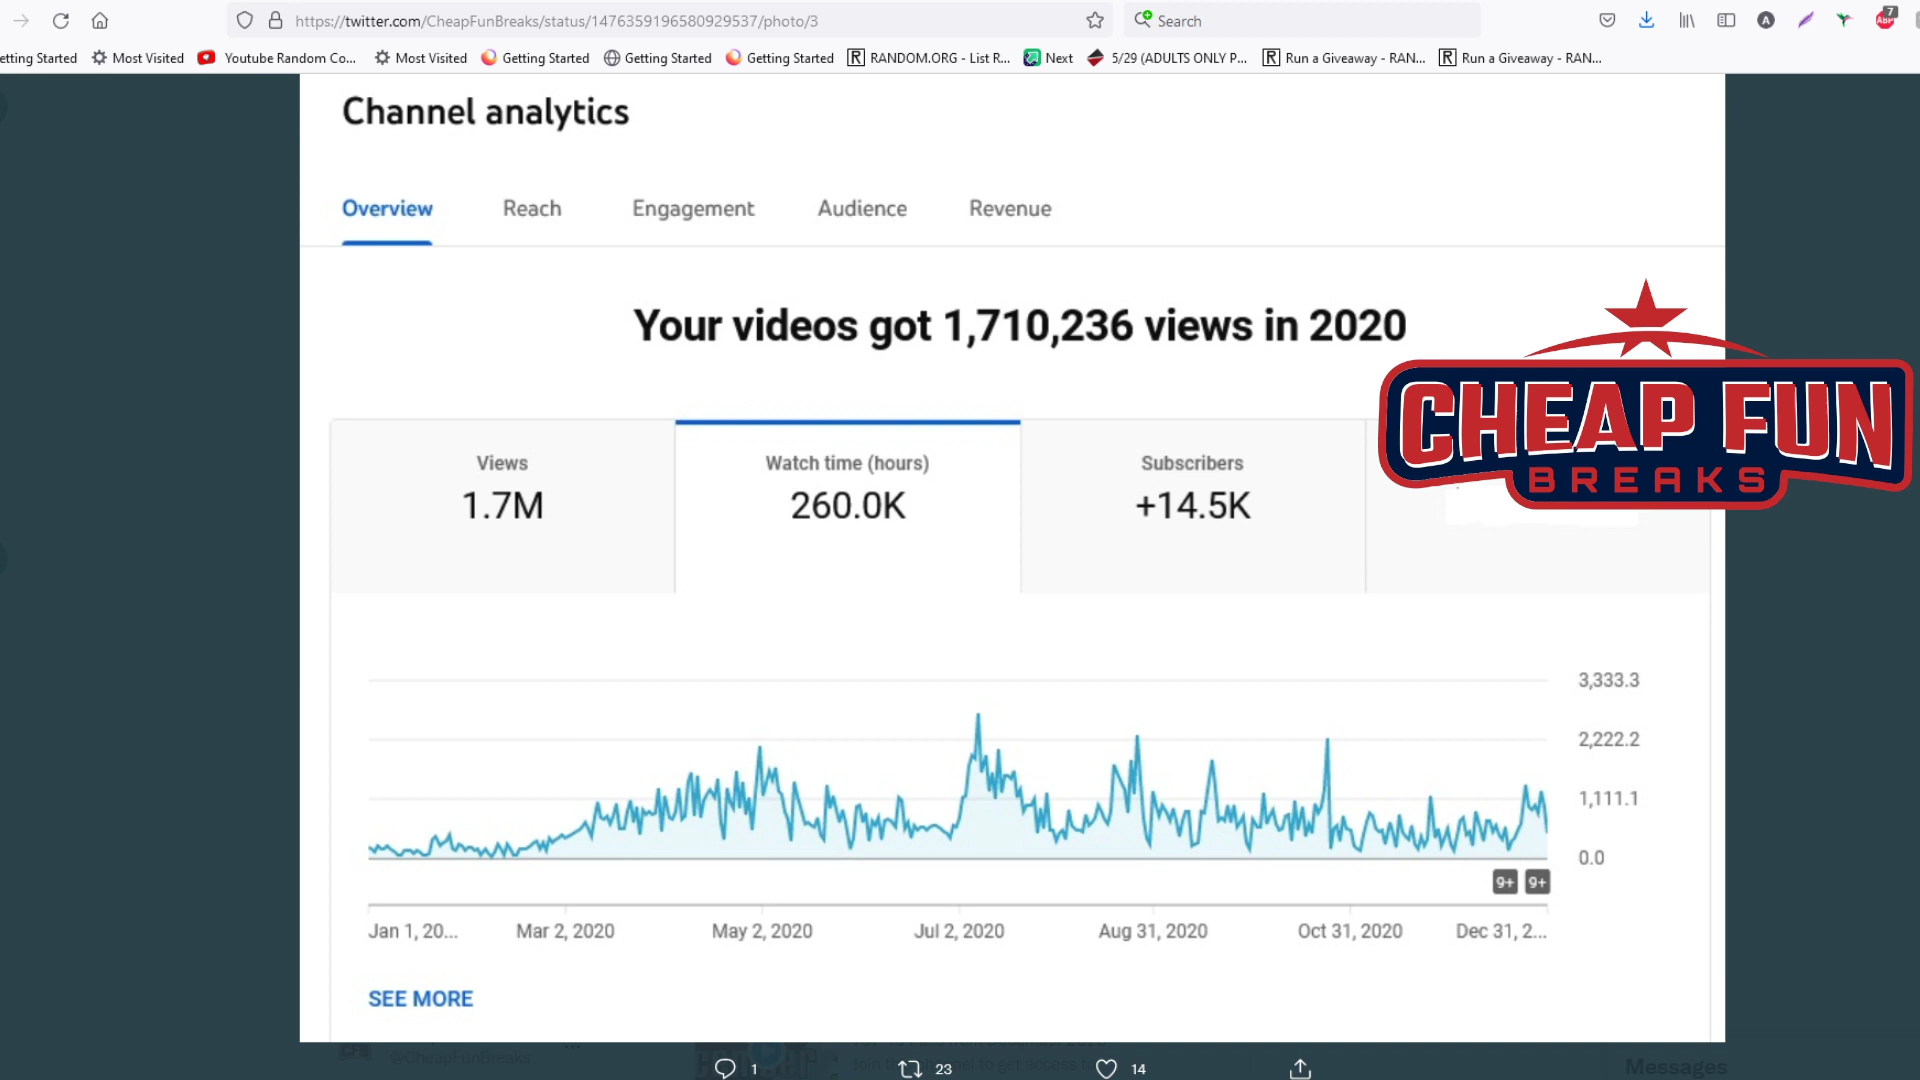 https://twitter.com/CheapFunBreaks/status/1476359196580929537/photo/3
Search
7
ABP
A
etting Started
Most Visited
Youtube Random Co...
Most Visited
Getting Started
Getting Started
Getting Started
R
RANDOM.ORG - List R...
Next
5/29 (ADULTS ONLY P...
R
Run a Giveaway - RAN...
R
Run a Giveaway - RAN...
Channel analytics
Overview
Reach
Engagement
Audience
Revenue
Your videos got 1,710,236 views in 2020
CHEAP FUN
BREAKS
Views
1.7M
Watch time (hours)
260.0K
Subscribers
+14.5K
3,333.3
2,222.2
1,111.1
0.0
9+
9+
Jan 1, 20...
Mar 2, 2020
May 2, 2020
Jul 2, 2020
Aug 31, 2020
Oct 31, 2020
Dec 31, 2...
SEE MORE
@CheapFunBreaks
Messages
1
23
14